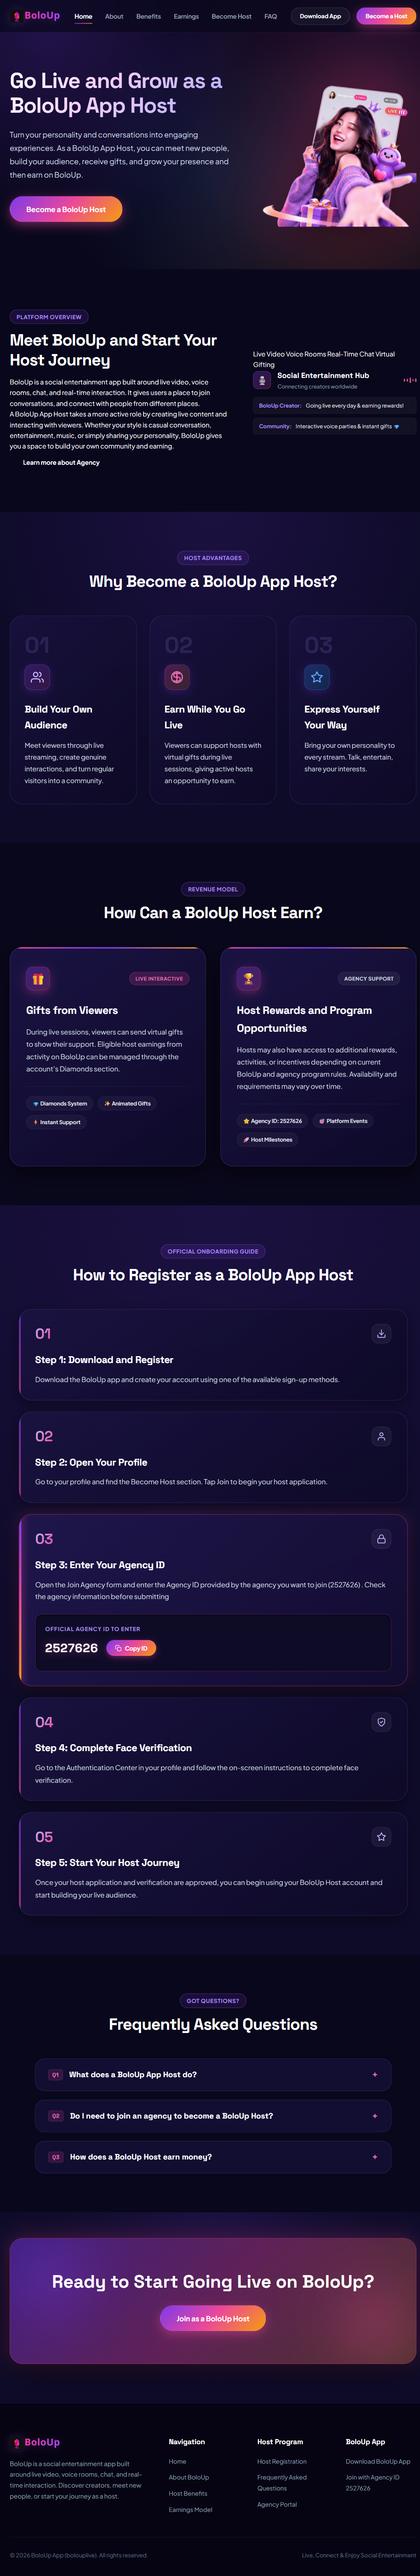 BoloUp
Home About Benefits Earnings Become Host FAQ
Download App
Become a Host
Go Live and Grow as a
BoloUp App Host
Turn your personality and conversations into engaging
experiences. As a BoloUp App Host, you can meet new people,
build your audience, receive gifts, and grow your presence and
then earn on BoloUp.
Become a BoloUp Host
PLATFORM OVERVIEW
Meet BoloUp and Start Your
Host Journey
BoloUp is a social entertainment app built around live video, voice
rooms, chat, and real-time interaction. It gives users a place to join
conversations, and connect with people from different places.
A BoloUp App Host takes a more active role by creating live content and
interacting with viewers. Whether your style is casual conversation,
entertainment, music, or simply sharing your personality, BoloUp gives
you a space to build your own community and earning.
Learn more about Agency
Live Video Voice Rooms Real-Time Chat Virtual
Gifting
Social Entertainment Hub
Connecting creators worldwide
BoloUp Creator: Going live every day & earning rewards!
Community: Interactive voice parties & instant gifts 💎
HOST ADVANTAGES
Why Become a BoloUp App Host?
01
Build Your Own
Audience
Meet viewers through live
streaming, create genuine
interactions, and turn regular
visitors into a community.
02
Earn While You Go
Live
Viewers can support hosts with
virtual gifts during live
sessions, giving active hosts
an opportunity to earn.
03
Express Yourself
Your Way
Bring your own personality to
every stream. Talk, entertain,
share your interests.
REVENUE MODEL
How Can a BoloUp Host Earn?
LIVE INTERACTIVE
Gifts from Viewers
During live sessions, viewers can send virtual gifts
to show their support. Eligible host earnings from
activity on BoloUp can be managed through the
account's Diamonds section.
💎 Diamonds System
✨ Animated Gifts
⚡ Instant Support
AGENCY SUPPORT
Host Rewards and Program
Opportunities
Hosts may also have access to additional rewards,
activities, or incentives depending on current
BoloUp and agency program rules. Availability and
requirements may vary over time.
⭐ Agency ID: 2527626
🎯 Platform Events
🚀 Host Milestones
OFFICIAL ONBOARDING GUIDE
How to Register as a BoloUp App Host
01
Step 1: Download and Register
Download the BoloUp app and create your account using one of the available sign-up methods.
02
Step 2: Open Your Profile
Go to your profile and find the Become Host section. Tap Join to begin your host application.
03
Step 3: Enter Your Agency ID
Open the Join Agency form and enter the Agency ID provided by the agency you want to join (2527626) . Check
the agency information before submitting
OFFICIAL AGENCY ID TO ENTER
2527626
Copy ID
04
Step 4: Complete Face Verification
Go to the Authentication Center in your profile and follow the on-screen instructions to complete face
verification.
05
Step 5: Start Your Host Journey
Once your host application and verification are approved, you can begin using your BoloUp Host account and
start building your live audience.
GOT QUESTIONS?
Frequently Asked Questions
Q1 What does a BoloUp App Host do? +
Q2 Do I need to join an agency to become a BoloUp Host? +
Q3 How does a BoloUp Host earn money? +
Ready to Start Going Live on BoloUp?
Join as a BoloUp Host
BoloUp
BoloUp is a social entertainment app built
around live video, voice rooms, chat, and real-
time interaction. Discover creators, meet new
people, or start your journey as a host.
Navigation
Home
About BoloUp
Host Benefits
Earnings Model
Host Program
Host Registration
Frequently Asked
Questions
Agency Portal
BoloUp App
Download BoloUp App
Join with Agency ID
2527626
© 2026 BoloUp App (bolouplive). All rights reserved.
Live, Connect & Enjoy Social Entertainment